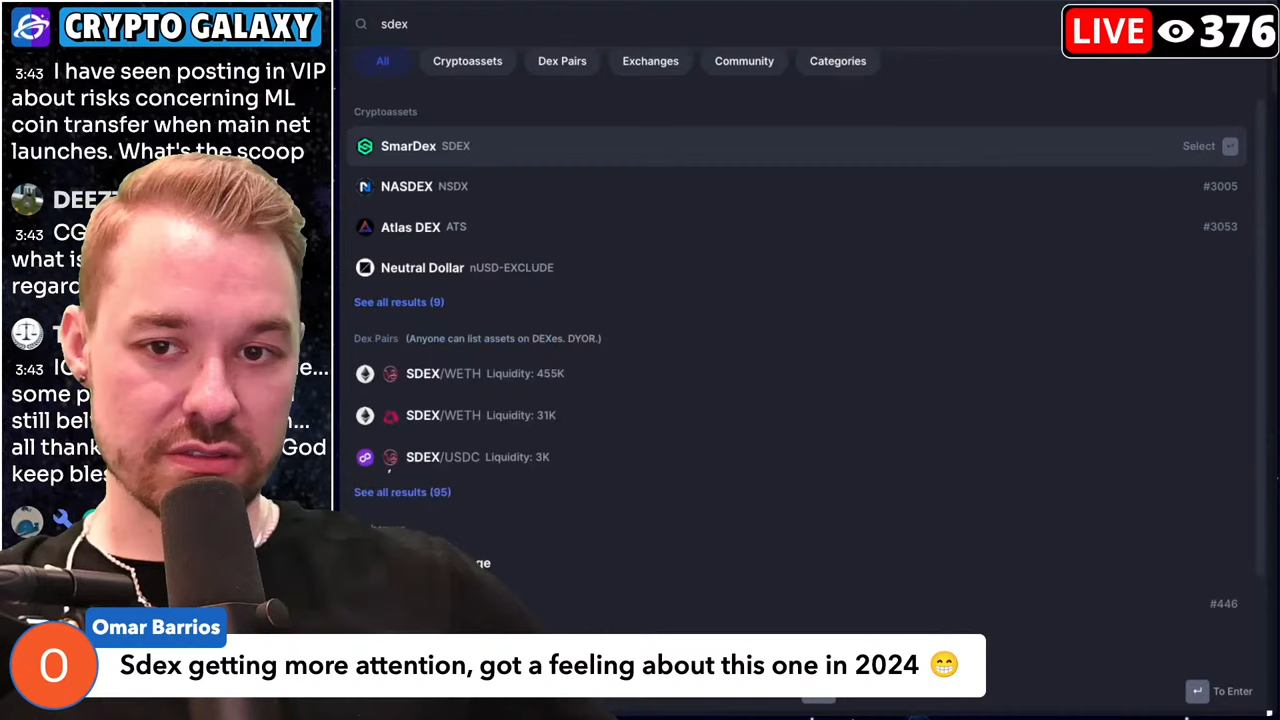 CRYPTO GALAXY
3:43 I have seen posting in VIP
about risks concerning ML
coin transfer when main net
launches. What's the scoop
3:43 CG
what is
3:43
some p
still bel
all thank
God
keep bles
sdex
LIVE 376
All Cryptoassets Dex Pairs Exchanges Community Categories
Cryptoassets
SmarDex SDEX Select
NASDEX NSDX #3005
Atlas DEX ATS #3053
Neutral Dollar nUSD-EXCLUDE
See all results (9)
Dex Pairs (Anyone can list assets on DEXes. DYOR.)
SDEX/WETH Liquidity: 455K
SDEX/WETH Liquidity: 31K
SDEX/USDC Liquidity: 3K
See all results (95)
#446
Omar Barrios
O
Sdex getting more attention, got a feeling about this one in 2024 😁
To Enter